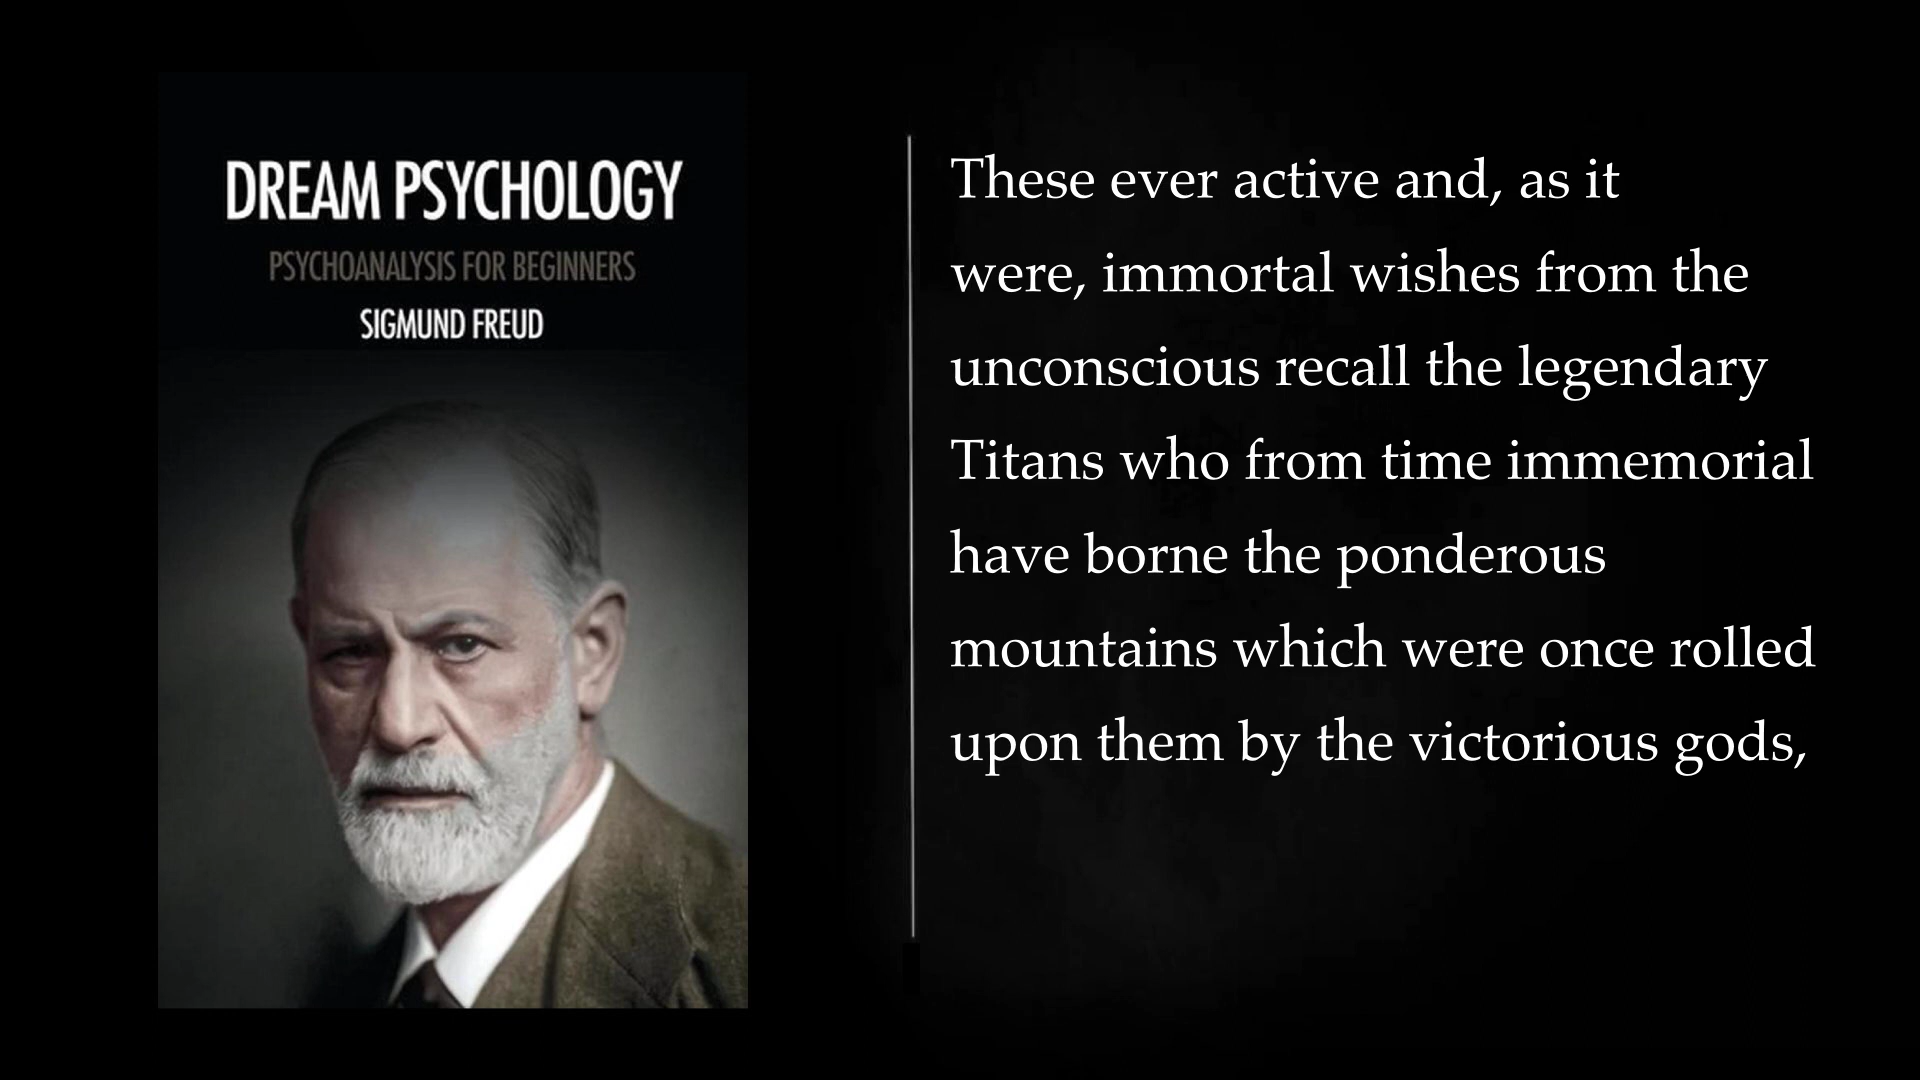 DREAM PSYCHOLOGY
PSYCHOANALYSIS FOR BEGINNERS
SIGMUND FREUD
These ever active and, as it
were, immortal wishes from the
unconscious recall the legendary
Titans who from time immemorial
have borne the ponderous
mountains which were once rolled
upon them by the victorious gods,